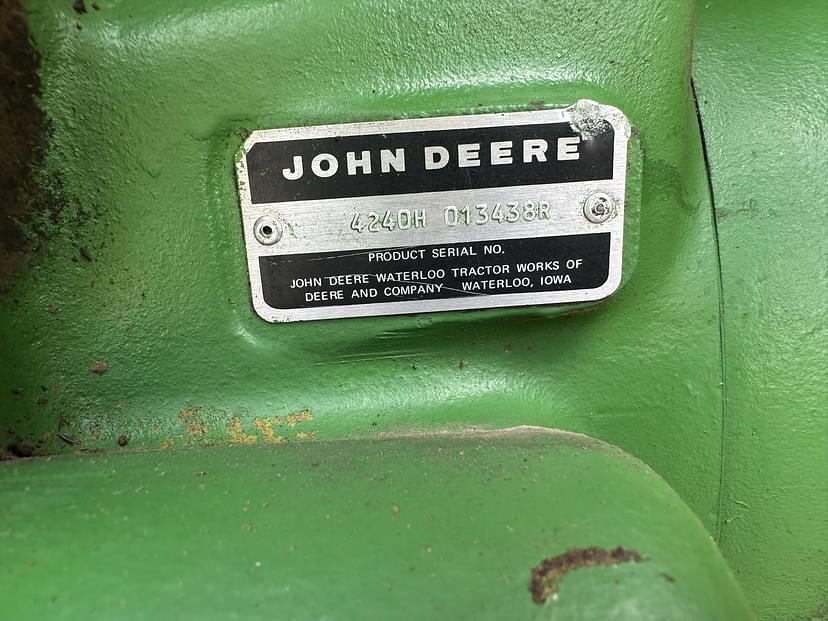 JOHN DEERE
4240H 013438R
PRODUCT SERIAL NO.
JOHN DEERE WATERLOO TRACTOR WORKS OF
DEERE AND COMPANY WATERLOO, IOWA